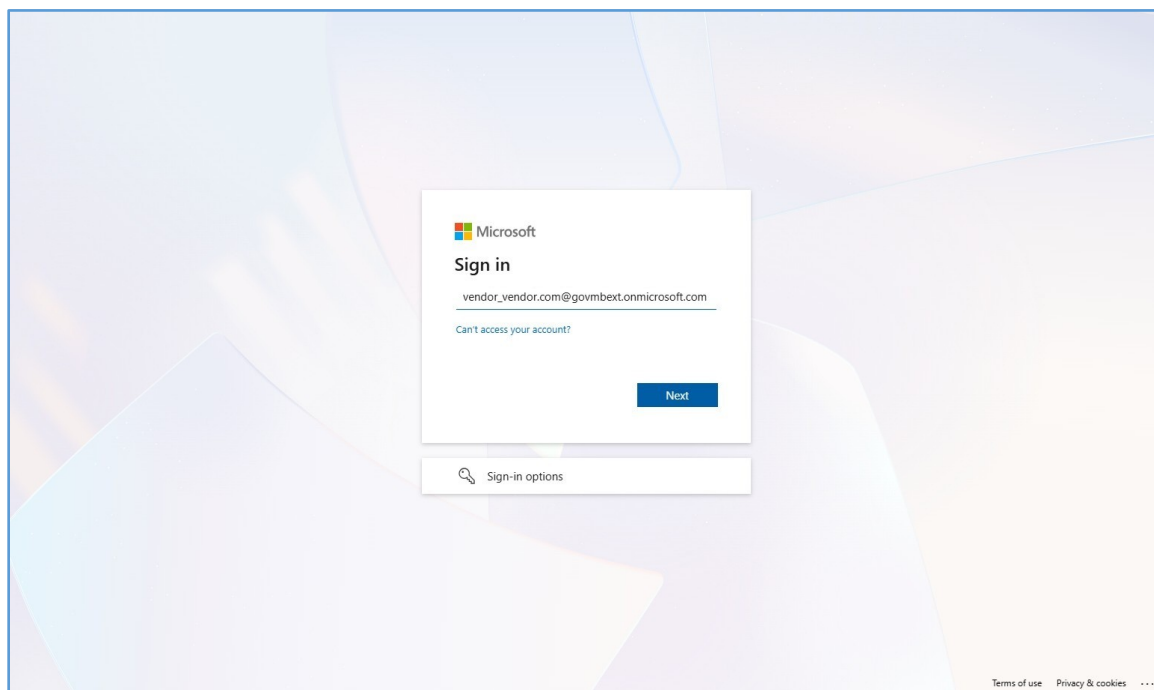 Microsoft
Sign in
vendor_vendor.com@govmbext.onmicrosoft.com
Can't access your account?
Next
Sign-in options
Terms of use Privacy & cookies ...